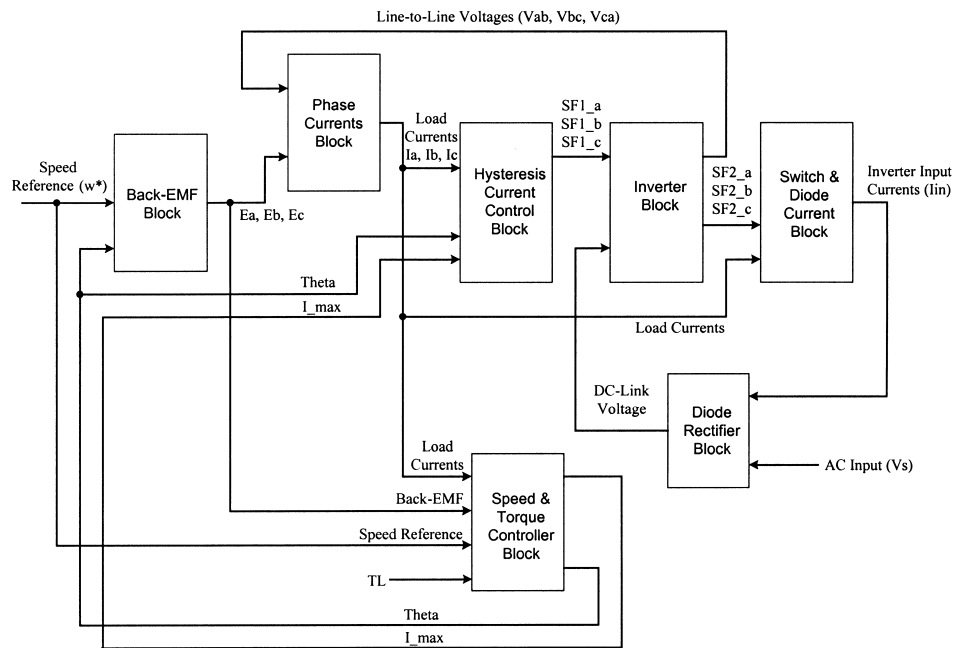 Line-to-Line Voltages (Vab, Vbc, Vca)
Phase
Currents
Block
Load
Currents
Ia, Ib, Ic
SF1_a
SF1_b
SF1_c
Hysteresis
Current
Control
Block
Inverter
Block
SF2_a
SF2_b
SF2_c
Switch &
Diode
Current
Block
Inverter Input
Currents (Iin)
Speed
Reference (w*)
Back-EMF
Block
Ea, Eb, Ec
Theta
I_max
Load Currents
DC-Link
Voltage
Diode
Rectifier
Block
AC Input (Vs)
Load
Currents
Back-EMF
Speed Reference
TL
Speed &
Torque
Controller
Block
Theta
I_max